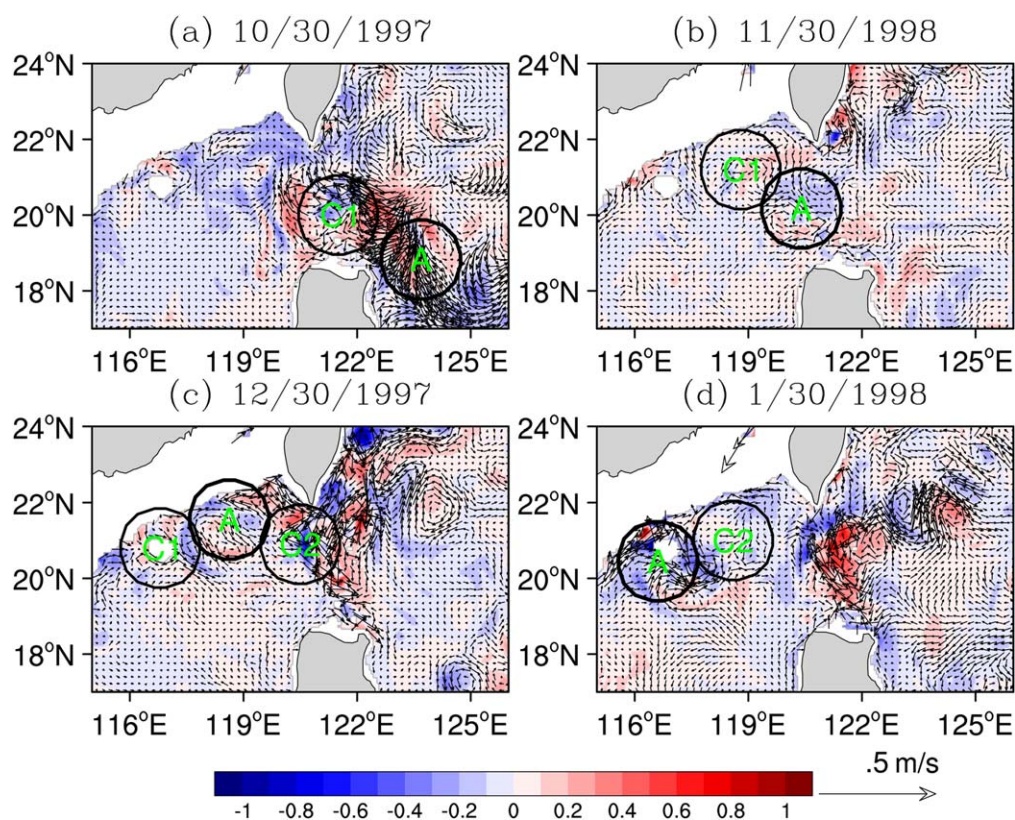 (a) 10/30/1997 (b) 11/30/1998
24°N 24°N
22°N C1 22°N C1
20°N A 20°N A
18°N 18°N
116°E 119°E 122°E 125°E 116°E 119°E 122°E 125°E
(c) 12/30/1997 (d) 1/30/1998
24°N 24°N
22°N A 22°N C2
C1 C2 A
20°N 20°N
18°N 18°N
116°E 119°E 122°E 125°E 116°E 119°E 122°E 125°E
.5 m/s
-1 -0.8 -0.6 -0.4 -0.2 0 0.2 0.4 0.6 0.8 1